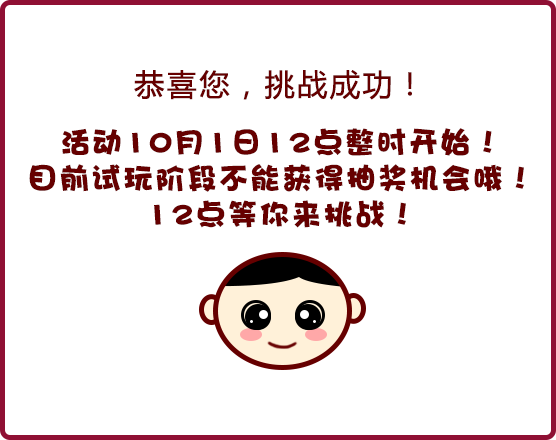 恭喜您，挑战成功！
活动10月1日12点整时开始！
目前试玩阶段不能获得抽奖机会哦！
12点等你来挑战！